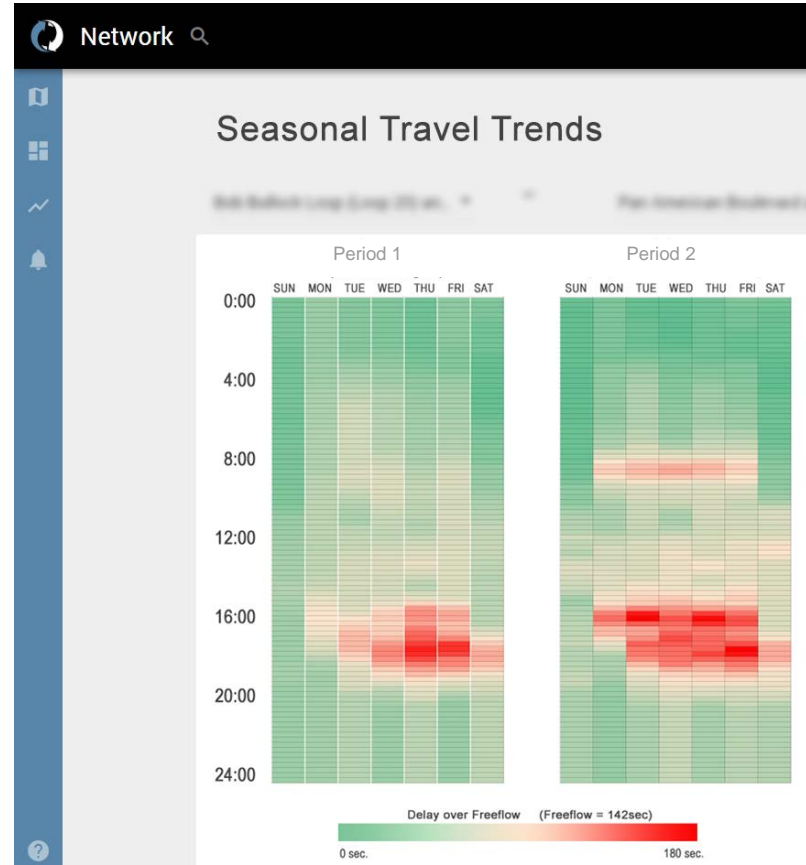 Network
Seasonal Travel Trends
Period 1
Period 2
SUN MON TUE WED THU FRI SAT
SUN MON TUE WED THU FRI SAT
0:00
4:00
8:00
12:00
16:00
20:00
24:00
Delay over Freeflow (Freeflow = 142sec)
0 sec.
180 sec.
?